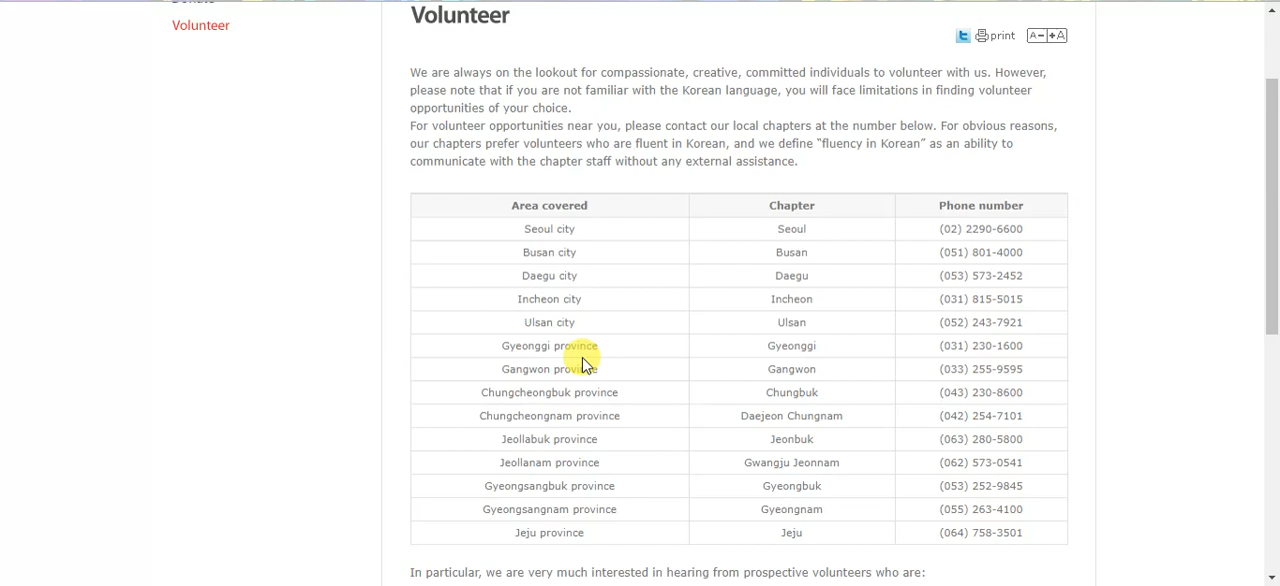 Volunteer
Volunteer
print A- +A
We are always on the lookout for compassionate, creative, committed individuals to volunteer with us. However,
please note that if you are not familiar with the Korean language, you will face limitations in finding volunteer
opportunities of your choice.
For volunteer opportunities near you, please contact our local chapters at the number below. For obvious reasons,
our chapters prefer volunteers who are fluent in Korean, and we define “fluency in Korean” as an ability to
communicate with the chapter staff without any external assistance.
Area covered Chapter Phone number
Seoul city Seoul (02) 2290-6600
Busan city Busan (051) 801-4000
Daegu city Daegu (053) 573-2452
Incheon city Incheon (031) 815-5015
Ulsan city Ulsan (052) 243-7921
Gyeonggi province Gyeonggi (031) 230-1600
Gangwon province Gangwon (033) 255-9595
Chungcheongbuk province Chungbuk (043) 230-8600
Chungcheongnam province Daejeon Chungnam (042) 254-7101
Jeollabuk province Jeonbuk (063) 280-5800
Jeollanam province Gwangju Jeonnam (062) 573-0541
Gyeongsangbuk province Gyeongbuk (053) 252-9845
Gyeongsangnam province Gyeongnam (055) 263-4100
Jeju province Jeju (064) 758-3501
In particular, we are very much interested in hearing from prospective volunteers who are: